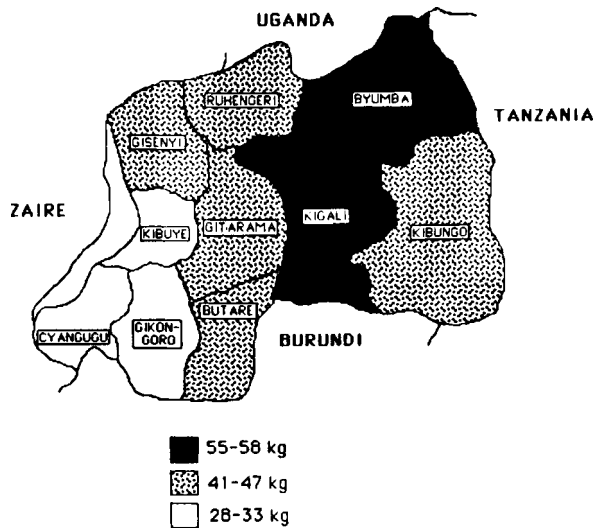 UGANDA
RUHENGERI
BYUMBA
TANZANIA
GISENYI
ZAIRE
KIBUYE
GITARAMA
KIGALI
KIBUNGO
CYANGUGU
GIKON-
GORO
BUTARE
BURUNDI
55-58 kg
41-47 kg
28-33 kg